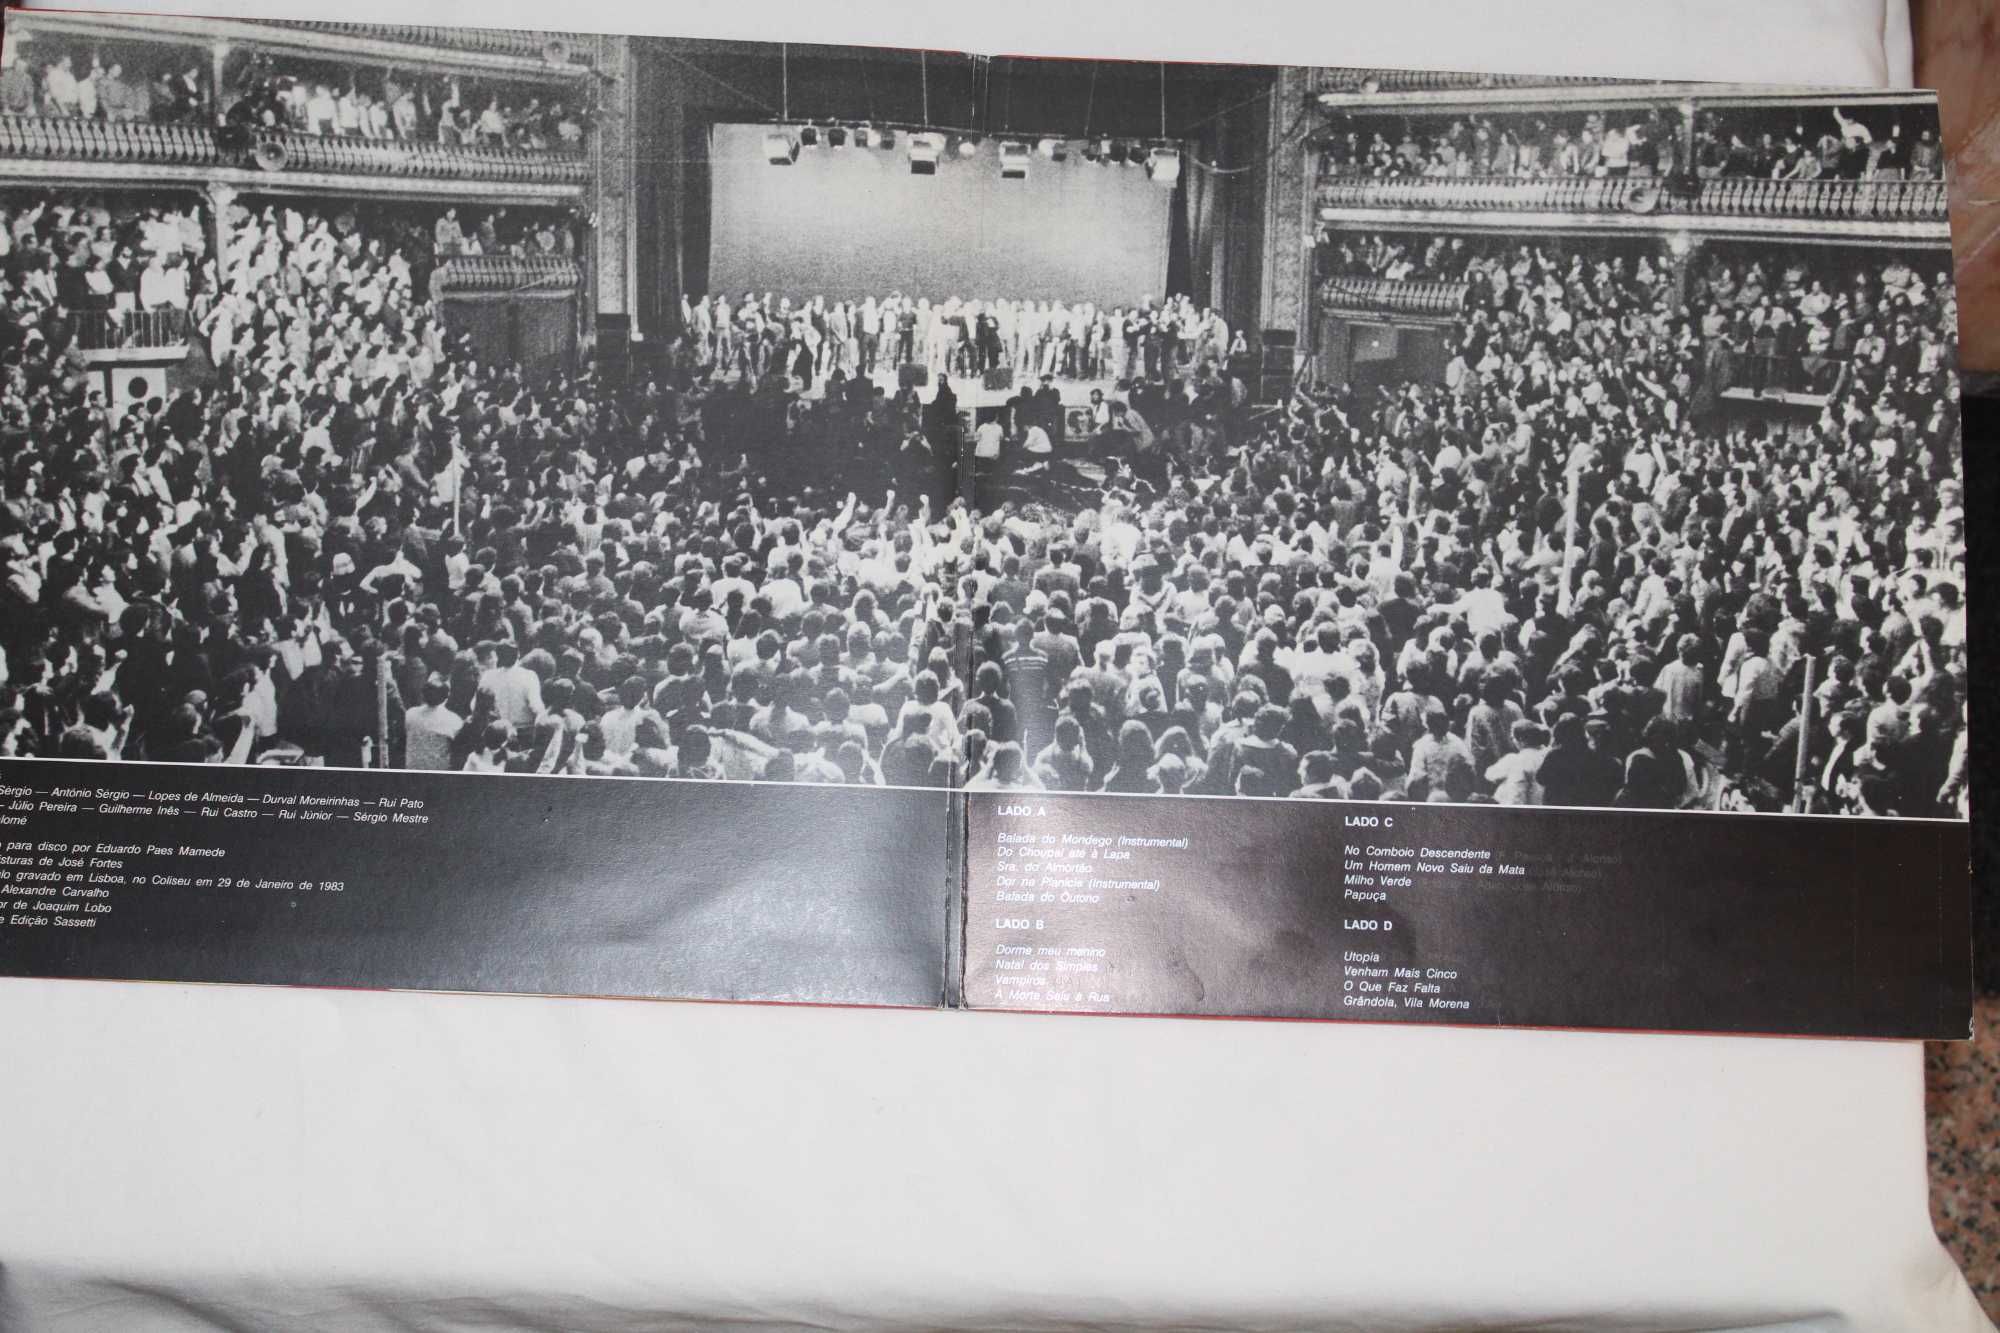 Sérgio — António Sérgio — Lopes de Almeida — Durval Moreirinhas — Rui Pato
— Júlio Pereira — Guilherme Inês — Rui Castro — Rui Júnior — Sérgio Mestre
lomé
para disco por Eduardo Paes Mamede
sturas de José Fortes
lo gravado em Lisboa, no Coliseu em 29 de Janeiro de 1983
Alexandre Carvalho
or de Joaquim Lobo
e Edição Sassetti
LADO A
Balada do Mondego (Instrumental)
Do Choupal até à Lapa
Sra. do Almortão
Dor na Planície (Instrumental)
Balada do Outono
LADO B
Dorme meu menino
Natal dos Simples
Vampiros
A Morte Saiu à Rua
LADO C
No Comboio Descendente
Um Homem Novo Saiu da Mata
Milho Verde
Papuça
LADO D
Utopia
Venham Mais Cinco
O Que Faz Falta
Grândola, Vila Morena